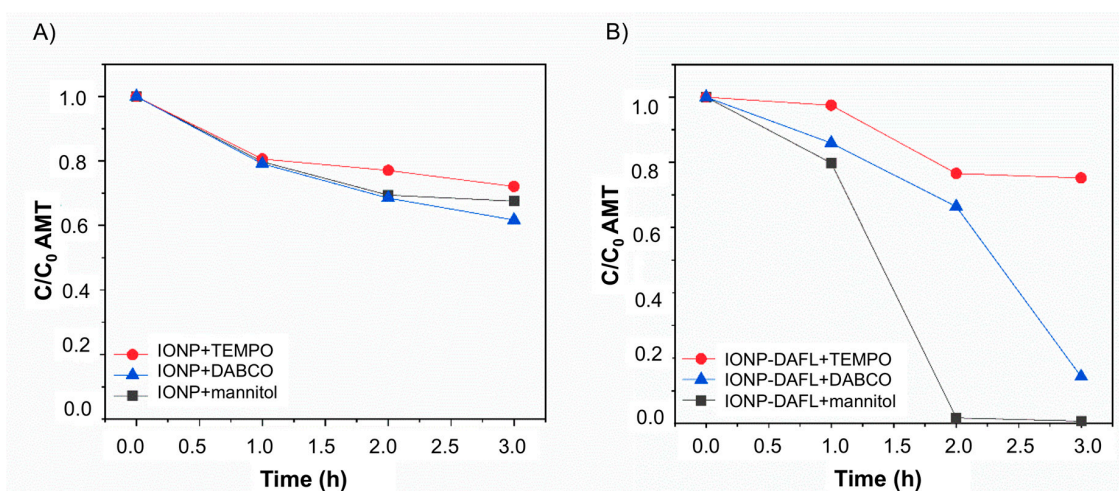 A)
C/C₀ AMT
1.0
0.8
0.6
0.4
0.2
0.0
IONP+TEMPO
IONP+DABCO
IONP+mannitol
0.0 0.5 1.0 1.5 2.0 2.5 3.0
Time (h)
B)
C/C₀ AMT
1.0
0.8
0.6
0.4
0.2
0.0
IONP-DAFL+TEMPO
IONP-DAFL+DABCO
IONP-DAFL+mannitol
0.0 0.5 1.0 1.5 2.0 2.5 3.0
Time (h)